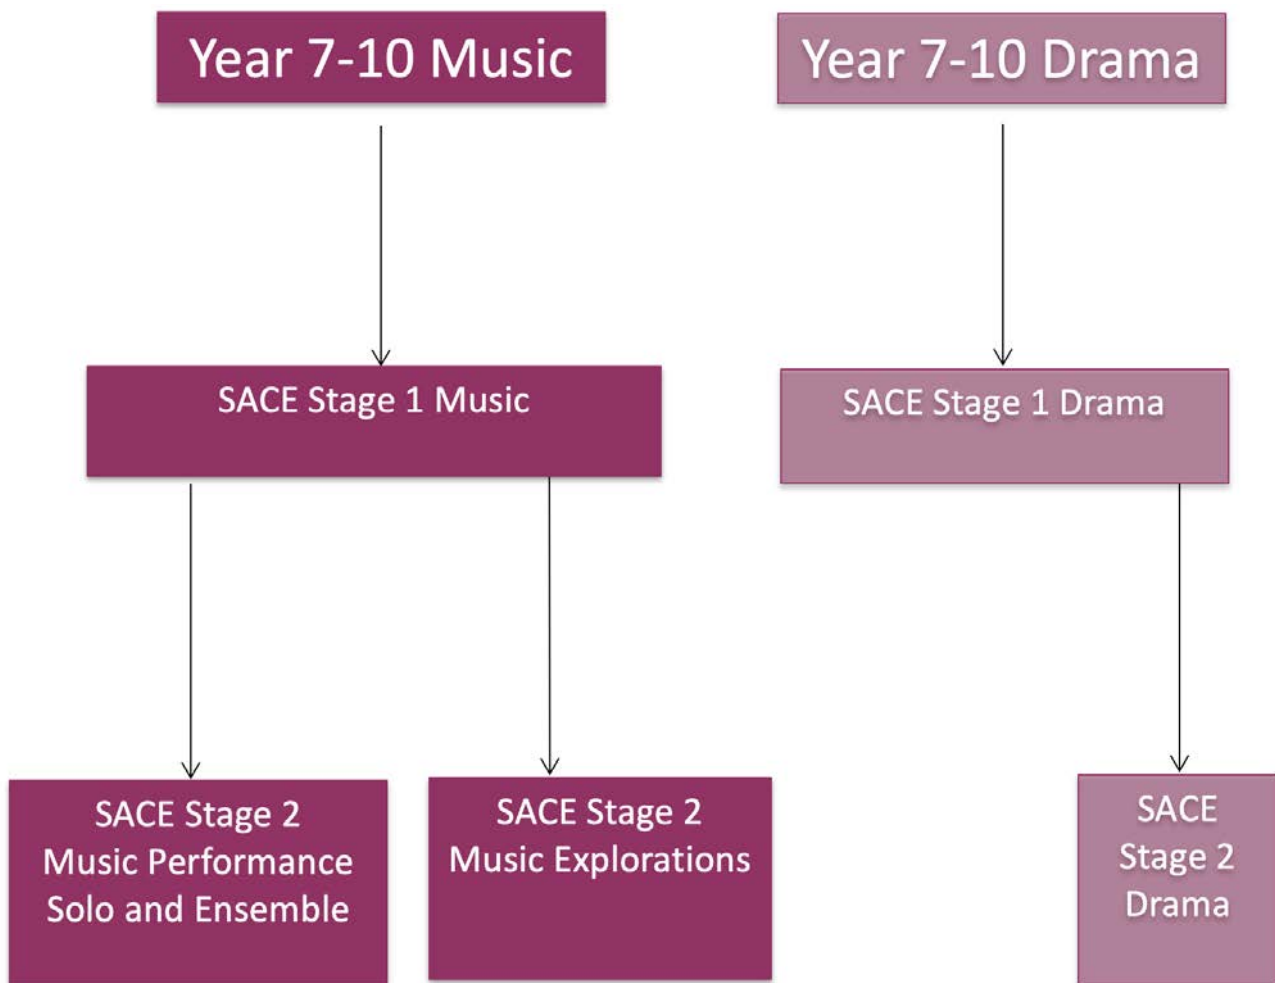 Year 7-10 Music
Year 7-10 Drama
SACE Stage 1 Music
SACE Stage 1 Drama
SACE Stage 2
Music Performance
Solo and Ensemble
SACE Stage 2
Music Explorations
SACE
Stage 2
Drama